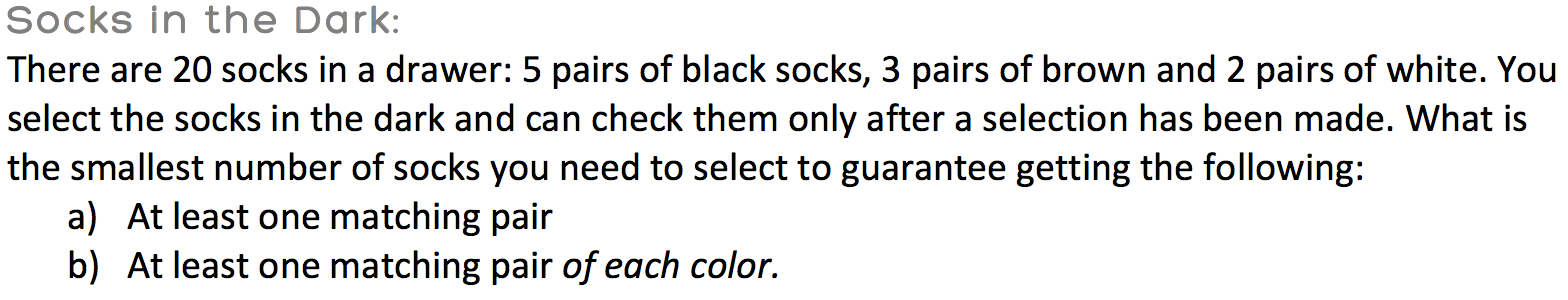 Socks in the Dark:
There are 20 socks in a drawer: 5 pairs of black socks, 3 pairs of brown and 2 pairs of white. You
select the socks in the dark and can check them only after a selection has been made. What is
the smallest number of socks you need to select to guarantee getting the following:
a) At least one matching pair
b) At least one matching pair of each color.